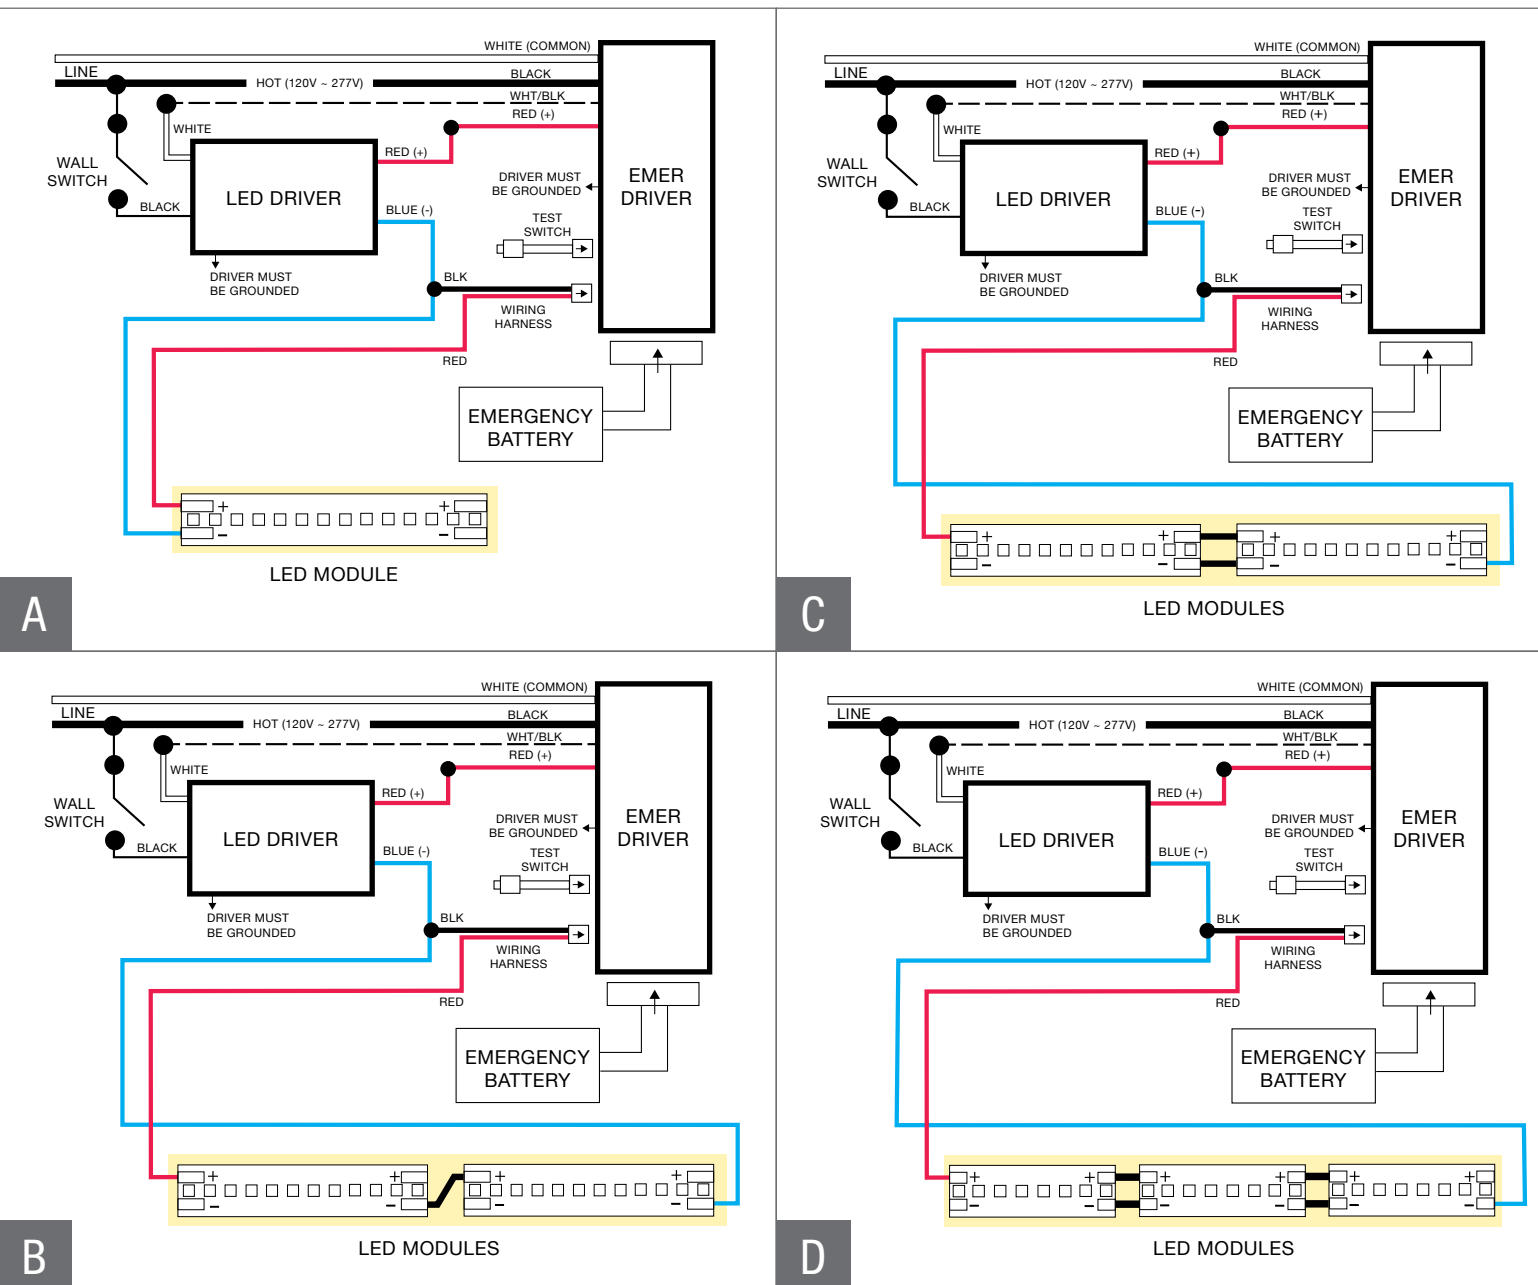 WHITE (COMMON)
LINE
HOT (120V ~ 277V)
BLACK
WHT/BLK
RED (+)
WHITE
RED (+)
WALL
SWITCH
LED DRIVER
DRIVER MUST
BE GROUNDED
EMER
DRIVER
BLACK
BLUE (-)
TEST
SWITCH
DRIVER MUST
BE GROUNDED
BLK
WIRING
HARNESS
RED
EMERGENCY
BATTERY
+ +
– –
LED MODULE
A
WHITE (COMMON)
LINE
HOT (120V ~ 277V)
BLACK
WHT/BLK
RED (+)
WHITE
RED (+)
WALL
SWITCH
LED DRIVER
DRIVER MUST
BE GROUNDED
EMER
DRIVER
BLACK
BLUE (-)
TEST
SWITCH
DRIVER MUST
BE GROUNDED
BLK
WIRING
HARNESS
RED
EMERGENCY
BATTERY
+ + + +
– – – –
LED MODULES
C
WHITE (COMMON)
LINE
HOT (120V ~ 277V)
BLACK
WHT/BLK
RED (+)
WHITE
RED (+)
WALL
SWITCH
LED DRIVER
DRIVER MUST
BE GROUNDED
EMER
DRIVER
BLACK
BLUE (-)
TEST
SWITCH
DRIVER MUST
BE GROUNDED
BLK
WIRING
HARNESS
RED
EMERGENCY
BATTERY
+ + + +
– – – –
LED MODULES
B
WHITE (COMMON)
LINE
HOT (120V ~ 277V)
BLACK
WHT/BLK
RED (+)
WHITE
RED (+)
WALL
SWITCH
LED DRIVER
DRIVER MUST
BE GROUNDED
EMER
DRIVER
BLACK
BLUE (-)
TEST
SWITCH
DRIVER MUST
BE GROUNDED
BLK
WIRING
HARNESS
RED
EMERGENCY
BATTERY
+ + + + + +
– – – – – –
LED MODULES
D